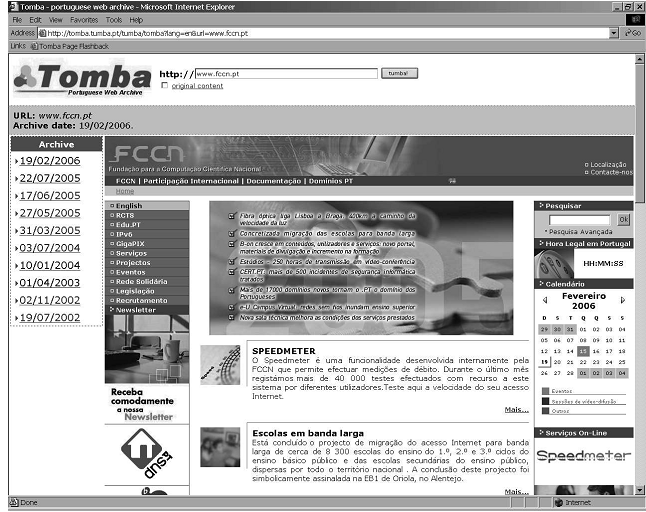 Tomba - portuguese web archive - Microsoft Internet Explorer
File Edit View Favorites Tools Help
Address http://tomba.tumba.pt/tumba/tomba?lang=en&url=www.fccn.pt Go
Links Tomba Page Flashback
Tomba
Portuguese Web Archive
http:// www.fccn.pt tumba!
original content
URL: www.fccn.pt
Archive date: 19/02/2006.
Archive
19/02/2006
22/07/2005
17/06/2005
27/05/2005
31/03/2005
03/07/2004
10/01/2004
01/04/2003
02/11/2002
19/07/2002
FCCN
Fundação para a Computação Científica Nacional
Localização
Contacte-nos
FCCN | Participação Internacional | Documentação | Domínios PT
Home
English
RCTS
Edu.PT
IPv6
GigaPIX
Serviços
Projectos
Eventos
Rede Solidário
Legislação
Recrutamento
Newsletter
Receba
comodamente
a nossa
Newsletter
Fibra óptica liga Lisboa a Braga: 400km a caminho da
velocidade da luz
Concretizada migração das escolas para banda larga
B-on cresce em conteúdos, utilizadores e serviços: novo portal,
materiais de divulgação e incremento na formação
Estúdios - 250 horas de transmissão em vídeo-conferência
CERT.PT: mais de 500 incidentes de segurança informática
tratados
Mais de 17000 domínios novos tornam o .PT o domínio dos
Portugueses
e-U Campus Virtual: redes sem fios inundam ensino superior
Nova sala técnica melhora as condições dos serviços prestados
SPEEDMETER
O Speedmeter é uma funcionalidade desenvolvida internamente pela
FCCN que permite efectuar medições de débito. Durante o último mês
registámos mais de 40 000 testes efectuados com recurso a este
sistema por diferentes utilizadores.Teste aqui a velocidade do seu acesso
Internet.
Mais...
Escolas em banda larga
Está concluído o projecto de migração do acesso Internet para banda
larga de cerca de 8 300 escolas do ensino do 1.º, 2.º e 3.º ciclos do
ensino básico público e das escolas secundárias do ensino público,
dispersas por todo o território nacional . A conclusão deste projecto foi
simbolicamente assinalada na EB1 de Oriola, no Alentejo.
Mais...
Pesquisar
Ok
* Pesquisa Avançada
Hora Legal em Portugal
HH:MM:SS
Calendário
Fevereiro
2006
D S T Q Q S S
29 30 31 01 02 03 04
05 06 07 08 09 10 11
12 13 14 15 16 17 18
19 20 21 22 23 24 25
26 27 28 01 02 03 04
Eventos
Sessões de vídeo-difusão
Outros
Serviços On-Line
Speedmeter
Done Internet